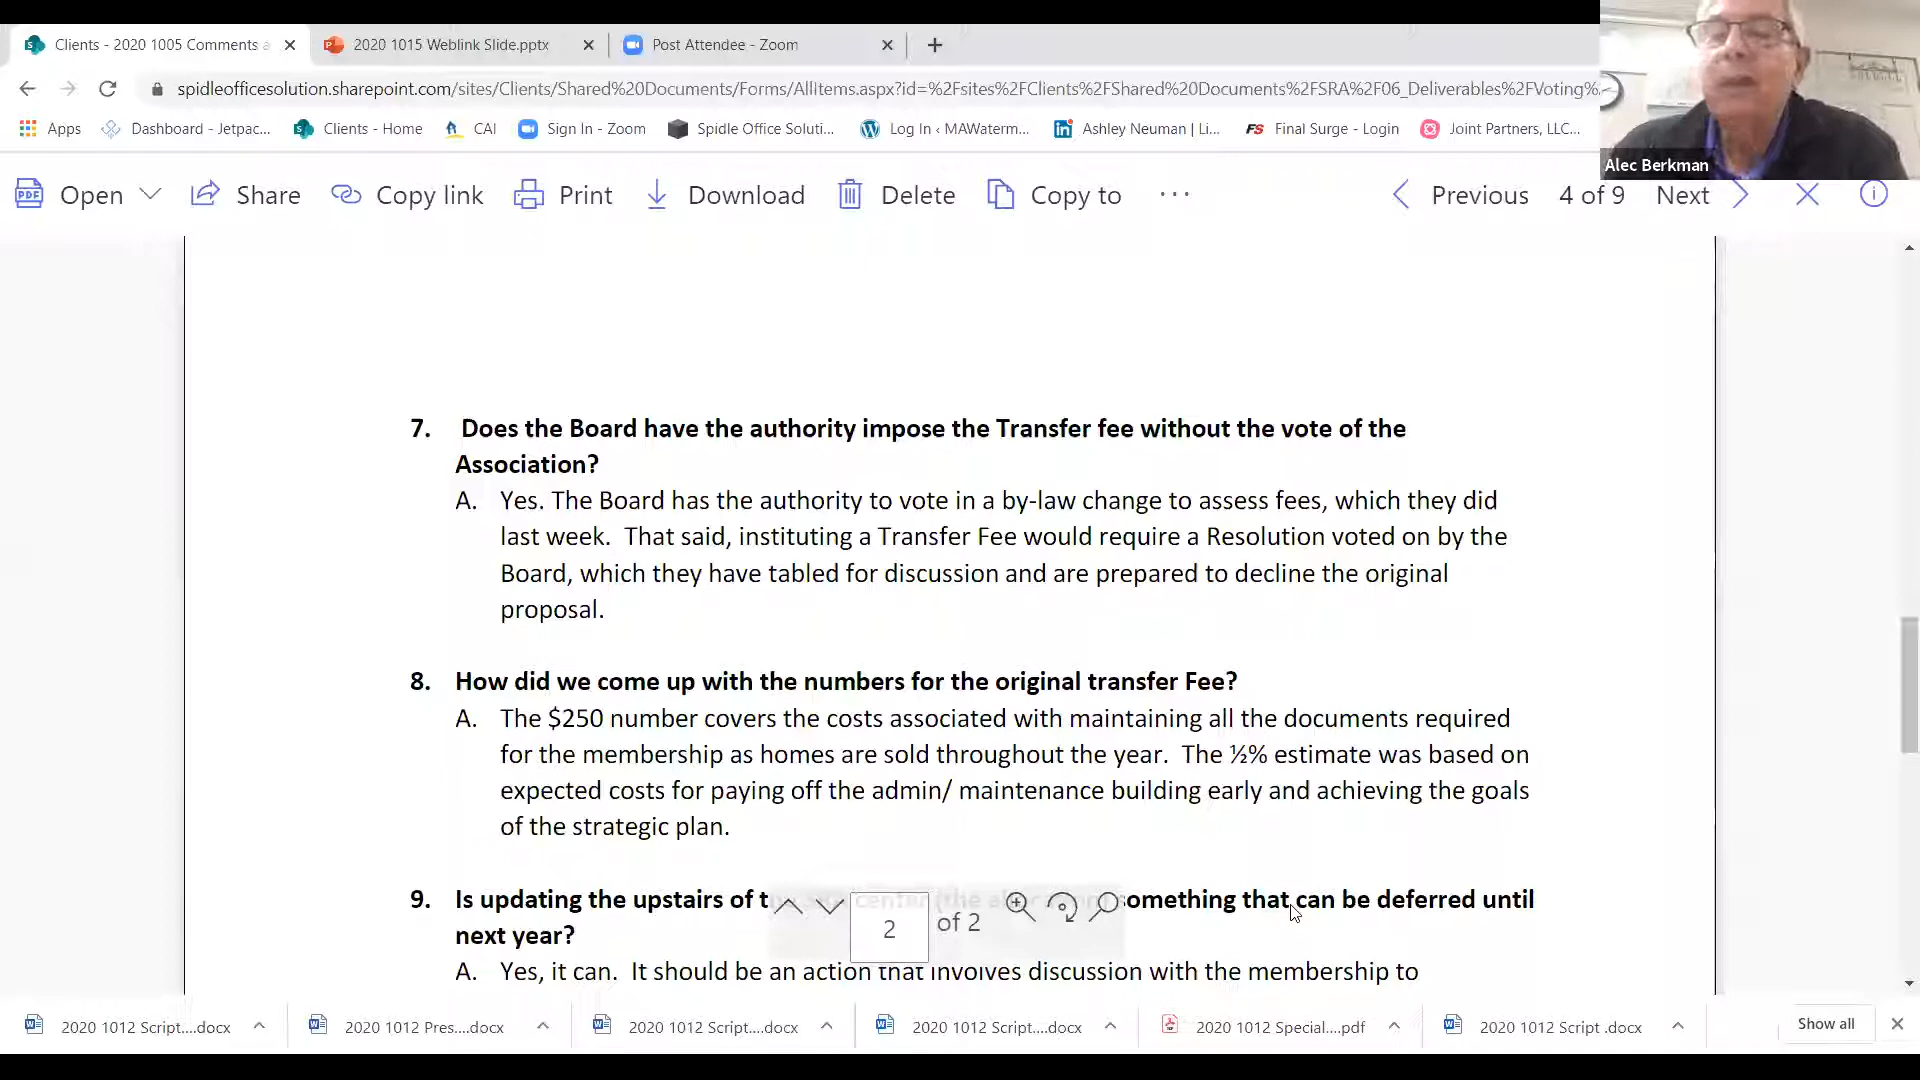 Clients - 2020 1005 Comments a
2020 1015 Weblink Slide.pptx
Post Attendee - Zoom
spidleofficesolution.sharepoint.com/sites/Clients/Shared%20Documents/Forms/AllItems.aspx?id=%2Fsites%2FClients%2FShared%20Documents%2FSRA%2F06_Deliverables%2FVoting%
Apps
Dashboard - Jetpac...
Clients - Home
CAI
Sign In - Zoom
Spidle Office Soluti...
Log In ‹ MAWaterm...
Ashley Neuman | Li...
FS Final Surge - Login
Joint Partners, LLC...
Alec Berkman
PDF Open Share Copy link Print Download Delete Copy to ... Previous 4 of 9 Next
7. Does the Board have the authority impose the Transfer fee without the vote of the
Association?
A. Yes. The Board has the authority to vote in a by-law change to assess fees, which they did
last week. That said, instituting a Transfer Fee would require a Resolution voted on by the
Board, which they have tabled for discussion and are prepared to decline the original
proposal.
8. How did we come up with the numbers for the original transfer Fee?
A. The $250 number covers the costs associated with maintaining all the documents required
for the membership as homes are sold throughout the year. The ½% estimate was based on
expected costs for paying off the admin/ maintenance building early and achieving the goals
of the strategic plan.
9. Is updating the upstairs of center (the something that can be deferred until
2 of 2
next year?
A. Yes, it can. It should be an action that involves discussion with the membership to
2020 1012 Script....docx
2020 1012 Pres....docx
2020 1012 Script....docx
2020 1012 Script....docx
2020 1012 Special....pdf
2020 1012 Script .docx
Show all